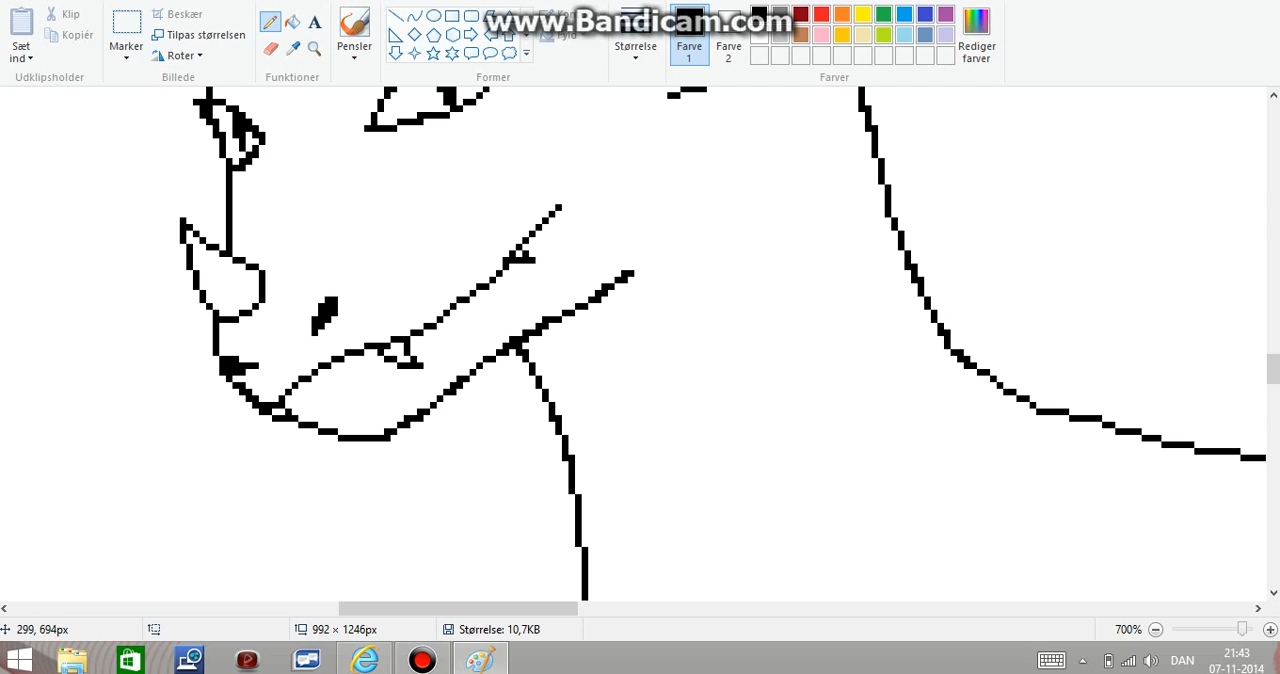 www.Bandicam.com
Sæt
ind
Klip
Kopiér
Udklipsholder
Marker
Beskær
Tilpas størrelsen
Roter
Billede
A
Funktioner
Pensler
Former
Størrelse
Farve
1
Farve
2
Rediger
farver
Farver
299, 694px
992 × 1246px
Størrelse: 10,7KB
700%
DAN
21:43
07-11-2014